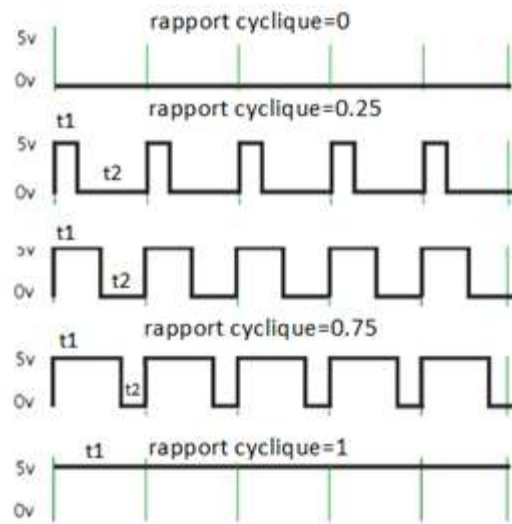 rapport cyclique=0
5v
0v
rapport cyclique=0.25
t1
5v
t2
0v
t1
5v
t2
0v
rapport cyclique=0.75
t1
5v
t2
0v
t1 rapport cyclique=1
5v
0v